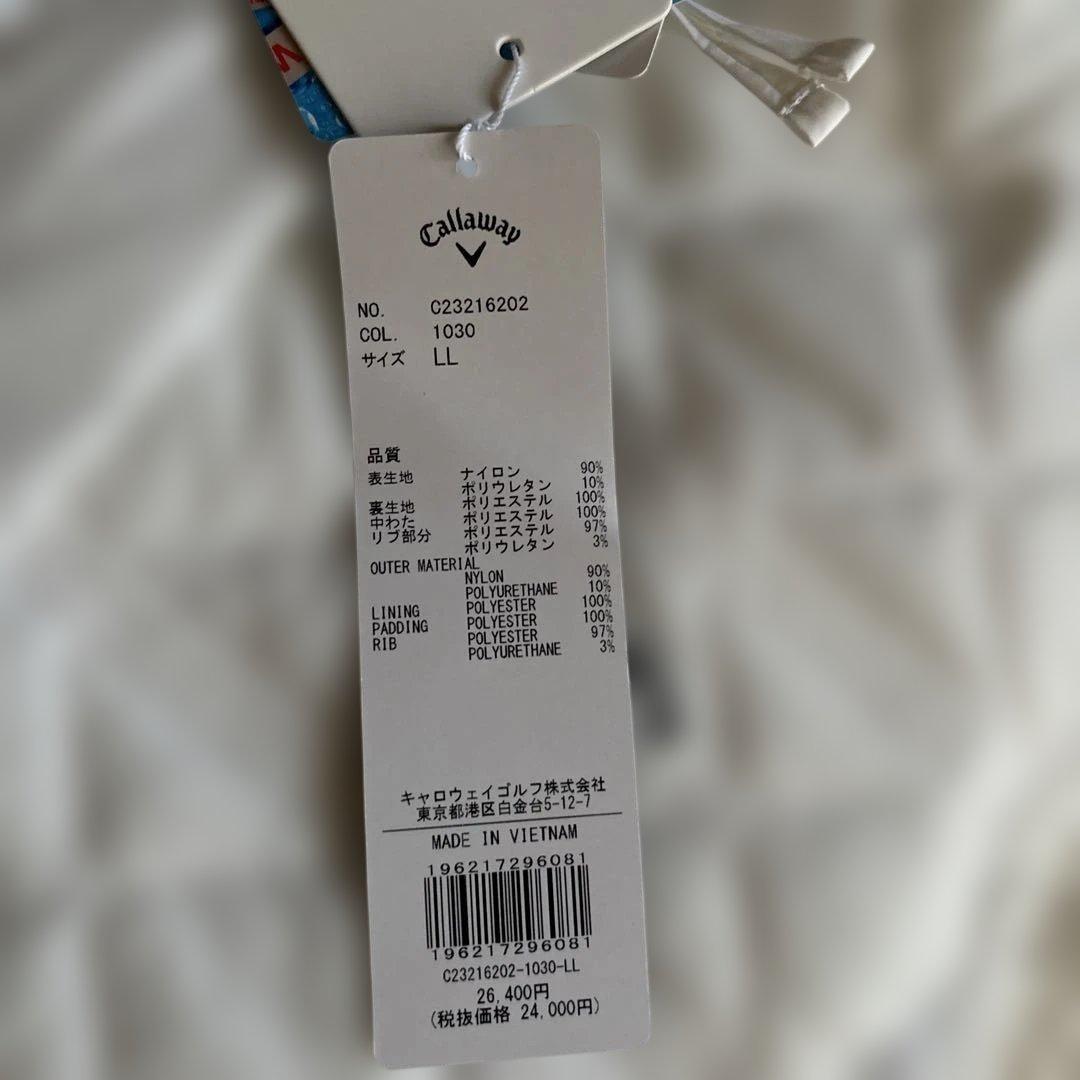 Callaway
NO. C23216202
COL. 1030
サイズ LL
品質
表生地 ナイロン 90%
ポリウレタン 10%
裏生地 ポリエステル 100%
中わた ポリエステル 100%
リブ部分 ポリエステル 97%
ポリウレタン 3%
OUTER MATERIAL
NYLON 90%
POLYURETHANE 10%
LINING POLYESTER 100%
PADDING POLYESTER 100%
RIB POLYESTER 97%
POLYURETHANE 3%
キャロウェイゴルフ株式会社
東京都港区白金台5-12-7
MADE IN VIETNAM
196217296081
196217296081
C23216202-1030-LL
26,400円
(税抜価格 24,000円)